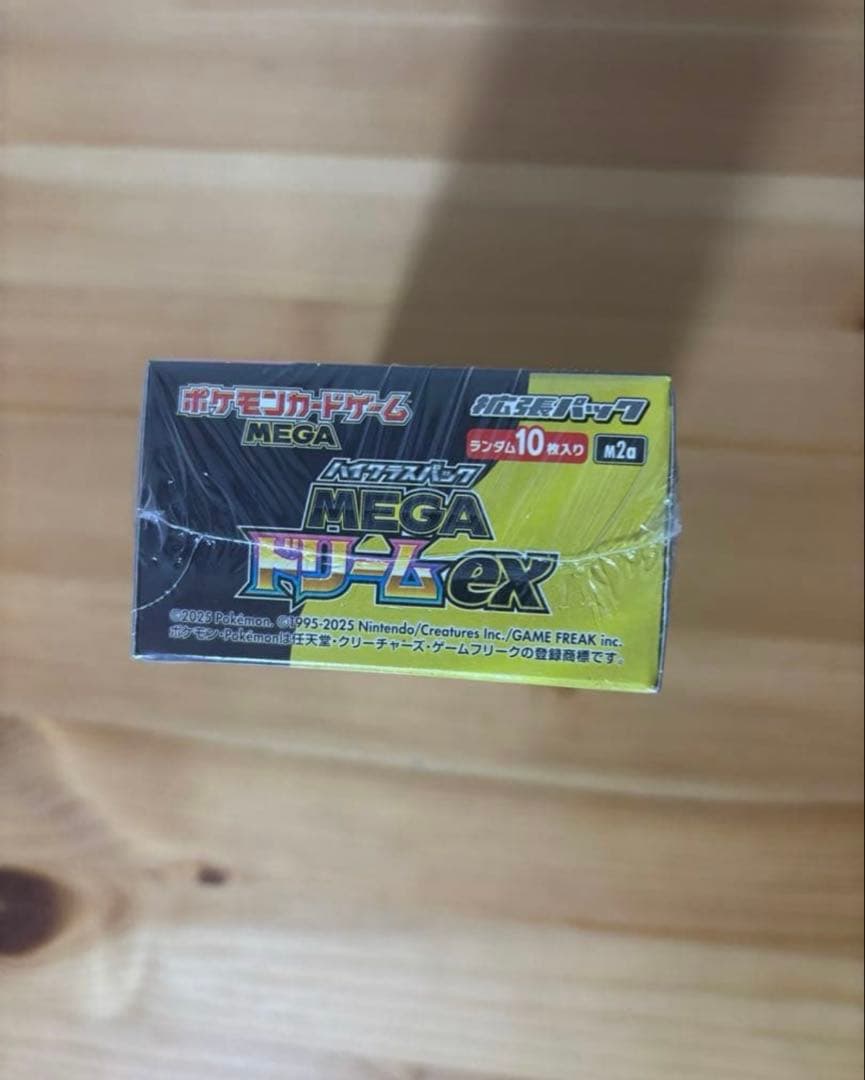 ポケモンカードゲーム
MEGA
拡張パック
ランダム10枚入り
M2a
ハイクラスパック
MEGA
ドリームex
©2025 Pokémon. ©1995-2025 Nintendo/Creatures Inc./GAME FREAK inc.
ポケモン・Pokémonは任天堂・クリーチャーズ・ゲームフリークの登録商標です。